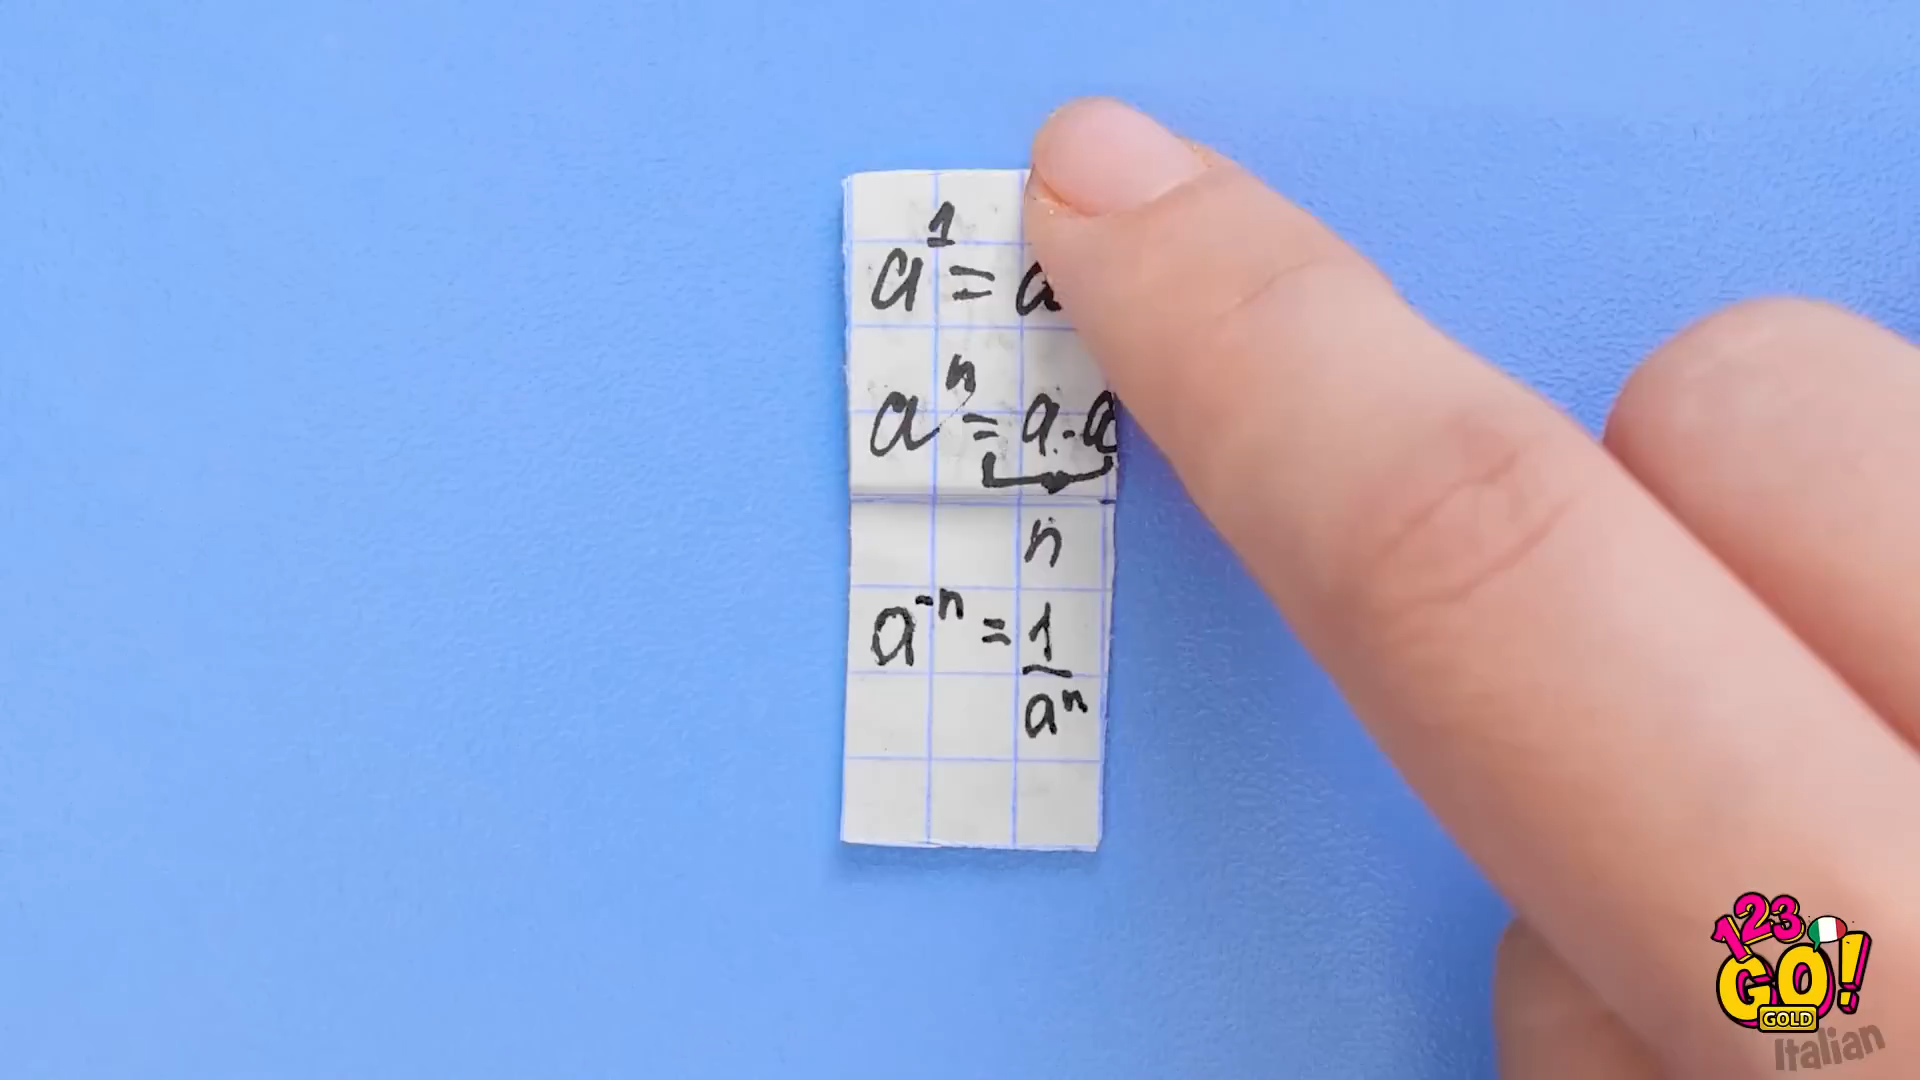 a¹ = a
aⁿ = a·a
n
a⁻ⁿ = 1
aⁿ
123 GO!
GOLD
Italian